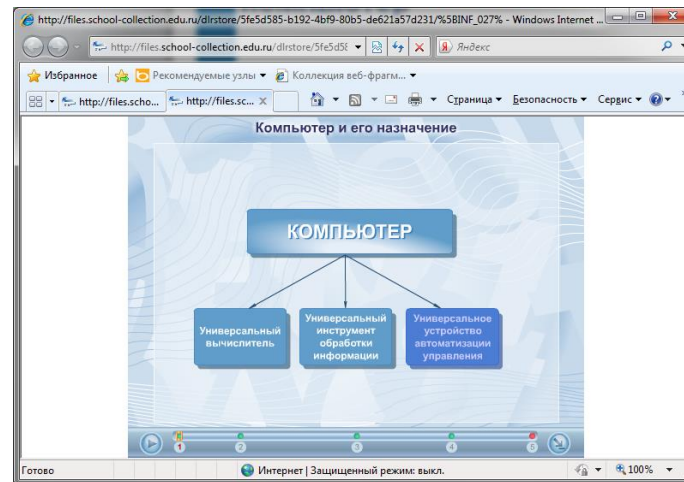 http://files.school-collection.edu.ru/dlrstore/5fe5d585-b192-4bf9-80b5-de621a57d231/%5BINF_027% - Windows Internet ...
http://files.school-collection.edu.ru/dlrstore/5fe5d58
Яндекс
Избранное
Рекомендуемые узлы
Коллекция веб-фрагм...
http://files.scho...
http://files.sc...
Страница
Безопасность
Сервис
Компьютер и его назначение
КОМПЬЮТЕР
Универсальный
вычислитель
Универсальный
инструмент
обработки
информации
Универсальное
устройство
автоматизации
управления
1 2 3 4 5
Готово
Интернет | Защищенный режим: выкл.
100%